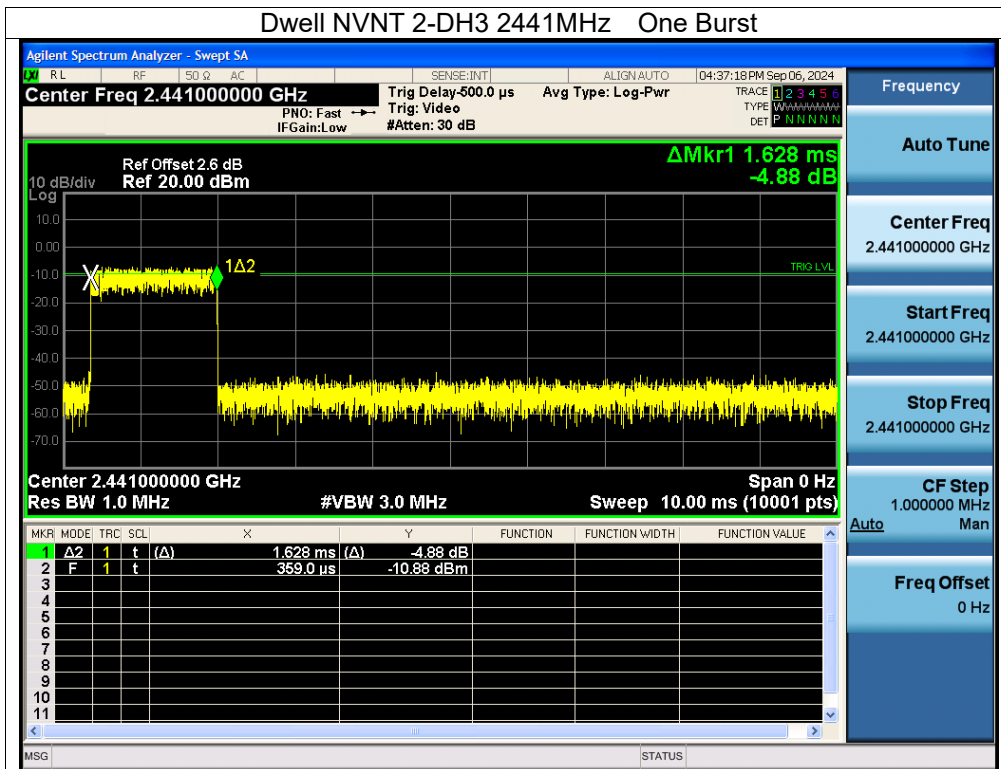 Dwell NVNT 2-DH3 2441MHz One Burst
Agilent Spectrum Analyzer - Swept SA
LXI RL RF 50 Ω AC SENSE:INT ALIGN AUTO 04:37:18 PM Sep 06, 2024
Center Freq 2.441000000 GHz
PNO: Fast
IFGain:Low
Trig Delay-500.0 µs
Trig: Video
#Atten: 30 dB
Avg Type: Log-Pwr
TRACE 1 2 3 4 5 6
TYPE
DET P N N N N N
ΔMkr1 1.628 ms
-4.88 dB
Ref Offset 2.6 dB
10 dB/div Ref 20.00 dBm
Log
10.0
0.00
-10.0
-20.0
-30.0
-40.0
-50.0
-60.0
-70.0
1Δ2
TRIG LVL
Center 2.441000000 GHz Span 0 Hz
Res BW 1.0 MHz #VBW 3.0 MHz Sweep 10.00 ms (10001 pts)
MKR MODE TRC SCL X Y FUNCTION FUNCTION WIDTH FUNCTION VALUE
1 Δ2 1 t (Δ) 1.628 ms (Δ) -4.88 dB
2 F 1 t 359.0 µs -10.88 dBm
3
4
5
6
7
8
9
10
11
MSG STATUS
Frequency
Auto Tune
Center Freq
2.441000000 GHz
Start Freq
2.441000000 GHz
Stop Freq
2.441000000 GHz
CF Step
1.000000 MHz
Auto Man
Freq Offset
0 Hz